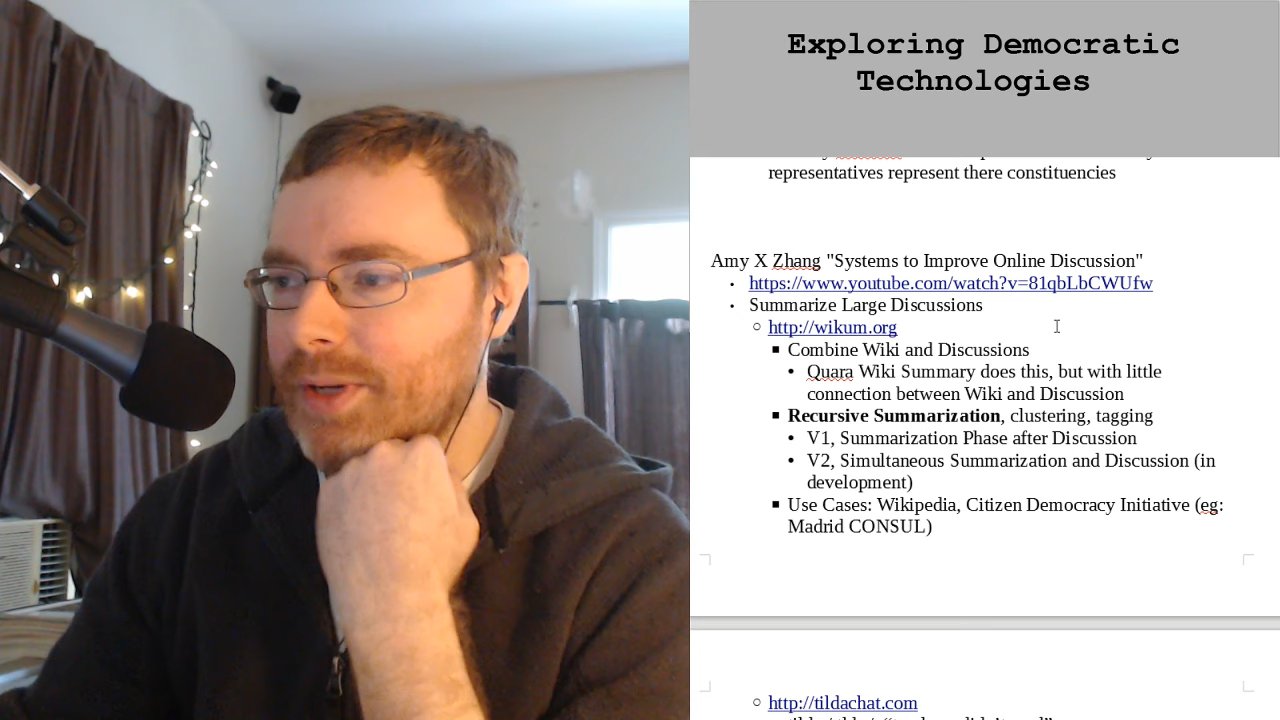 Exploring Democratic
Technologies
representatives represent there constituencies
Amy X Zhang "Systems to Improve Online Discussion"
• https://www.youtube.com/watch?v=81qbLbCWUfw
• Summarize Large Discussions
○ http://wikum.org
■ Combine Wiki and Discussions
• Quara Wiki Summary does this, but with little
connection between Wiki and Discussion
■ Recursive Summarization, clustering, tagging
• V1, Summarization Phase after Discussion
• V2, Simultaneous Summarization and Discussion (in
development)
■ Use Cases: Wikipedia, Citizen Democracy Initiative (eg:
Madrid CONSUL)
○ http://tildachat.com